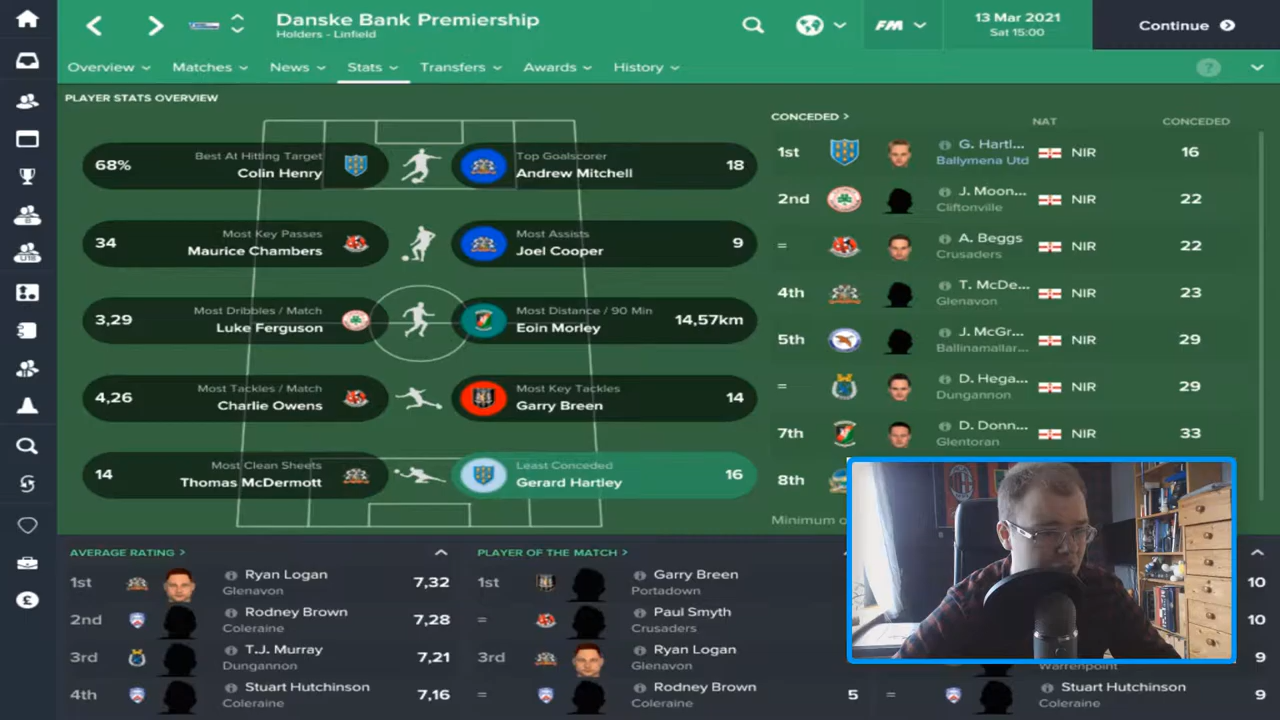 Danske Bank Premiership
Holders - Linfield
FM
13 Mar 2021
Sat 15:00
Continue
Overview
Matches
News
Stats
Transfers
Awards
History
?
PLAYER STATS OVERVIEW
68%
Best At Hitting Target
Colin Henry
Top Goalscorer
Andrew Mitchell
18
34
Most Key Passes
Maurice Chambers
Most Assists
Joel Cooper
9
3,29
Most Dribbles / Match
Luke Ferguson
Most Distance / 90 Min
Eoin Morley
14,57km
4,26
Most Tackles / Match
Charlie Owens
Most Key Tackles
Garry Breen
14
14
Most Clean Sheets
Thomas McDermott
Least Conceded
Gerard Hartley
16
CONCEDED >
NAT
CONCEDED
1st
G. Hartl...
Ballymena Utd
NIR
16
2nd
J. Moon...
Cliftonville
NIR
22
=
A. Beggs
Crusaders
NIR
22
4th
T. McDe...
Glenavon
NIR
23
5th
J. McGr...
Ballinamallar...
NIR
29
=
D. Hega...
Dungannon
NIR
29
7th
D. Donn...
Glentoran
NIR
33
8th
Minimum o
AVERAGE RATING >
1st
Ryan Logan
Glenavon
7,32
2nd
Rodney Brown
Coleraine
7,28
3rd
T.J. Murray
Dungannon
7,21
4th
Stuart Hutchinson
Coleraine
7,16
PLAYER OF THE MATCH >
1st
Garry Breen
Portadown
=
Paul Smyth
Crusaders
3rd
Ryan Logan
Glenavon
=
Rodney Brown
Coleraine
5
10
10
Warrenpoint
9
=
Stuart Hutchinson
Coleraine
9